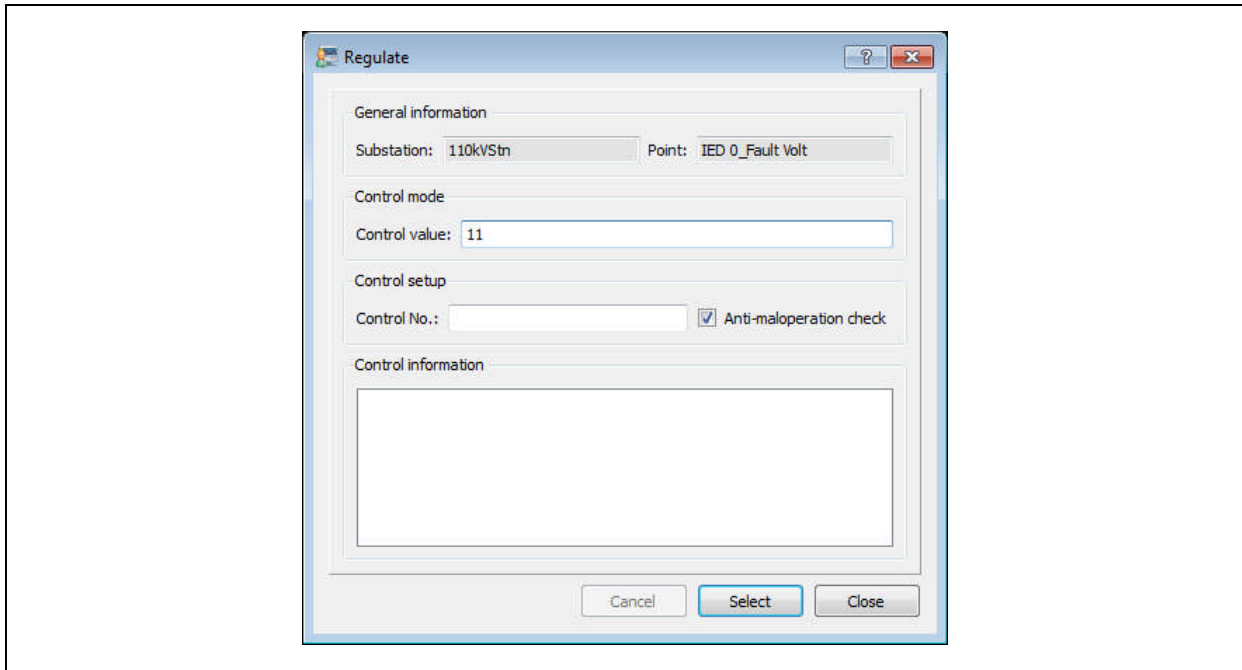 Regulate
General information
Substation: 110kVStn Point: IED 0_Fault Volt
Control mode
Control value: 11
Control setup
Control No.: Anti-maloperation check
Control information
Cancel Select Close